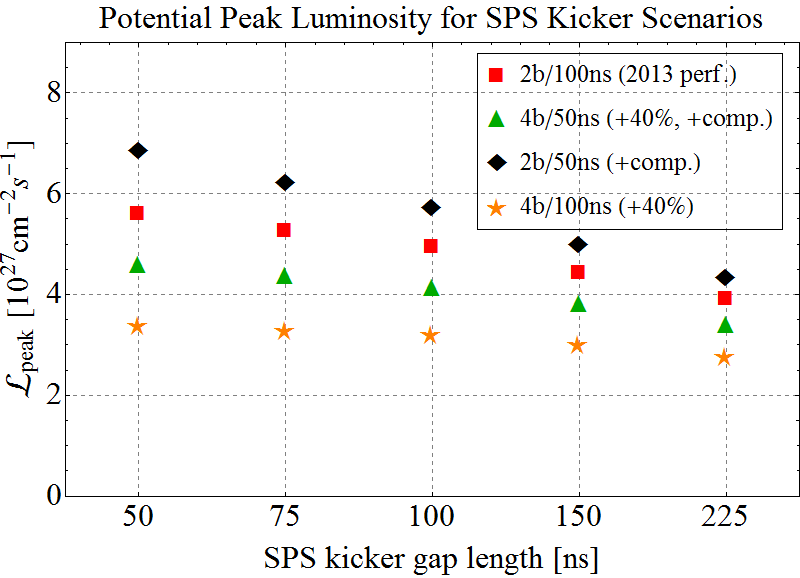 Potential Peak Luminosity for SPS Kicker Scenarios
2b/100ns (2013 perf.)
4b/50ns (+40%, +comp.)
2b/50ns (+comp.)
4b/100ns (+40%)
ℒpeak [10²⁷cm⁻²s⁻¹]
8
6
4
2
0
50 75 100 150 225
SPS kicker gap length [ns]